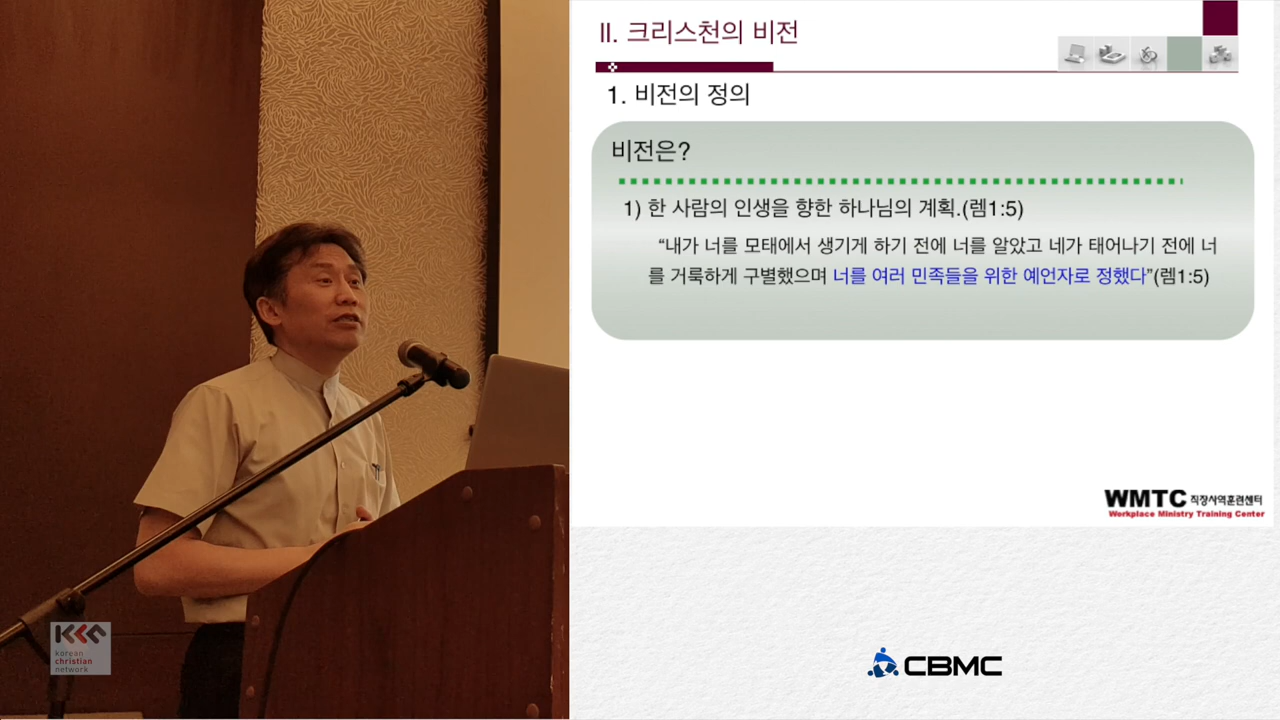 II. 크리스천의 비전
1. 비전의 정의
비전은?
1) 한 사람의 인생을 향한 하나님의 계획.(렘1:5)
“내가 너를 모태에서 생기게 하기 전에 너를 알았고 네가 태어나기 전에 너
를 거룩하게 구별했으며 너를 여러 민족들을 위한 예언자로 정했다”(렘1:5)
WMTC 직장사역훈련센터
Workplace Ministry Training Center
korean
christian
network
CBMC